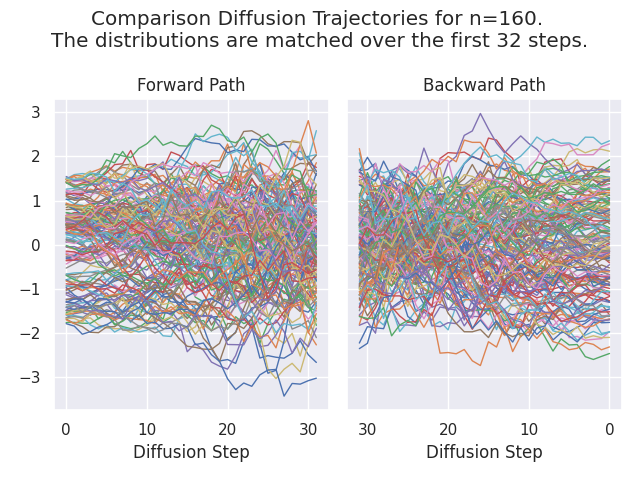 Comparison Diffusion Trajectories for n=160.
The distributions are matched over the first 32 steps.
Forward Path
Backward Path
3
2
1
0
−1
−2
−3
0 10 20 30
30 20 10 0
Diffusion Step
Diffusion Step